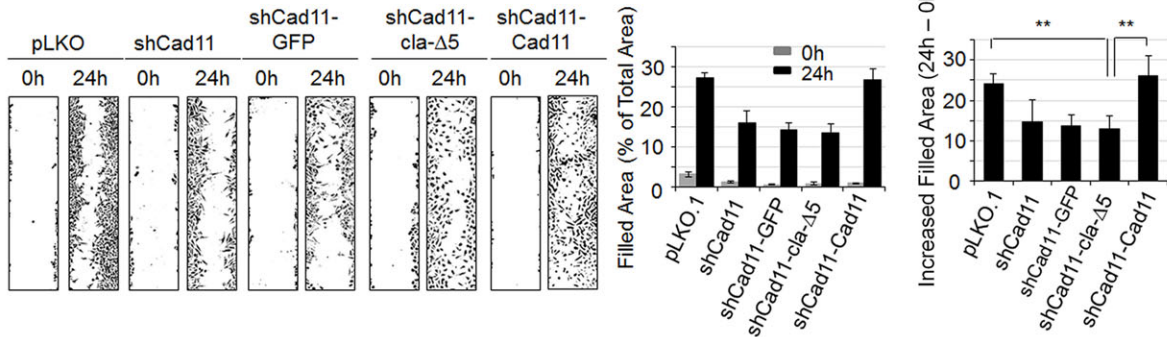 pLKO
shCad11
shCad11-
GFP
shCad11-
cla-Δ5
shCad11-
Cad11
0h 24h 0h 24h 0h 24h 0h 24h 0h 24h
Filled Area (% of Total Area)
0h
24h
30
20
10
0
pLKO.1
shCad11
shCad11-GFP
shCad11-cla-Δ5
shCad11-Cad11
Increased Filled Area (24h – 0
** **
30
25
20
15
10
5
0
pLKO.1
shCad11
shCad11-GFP
shCad11-cla-Δ5
shCad11-Cad11